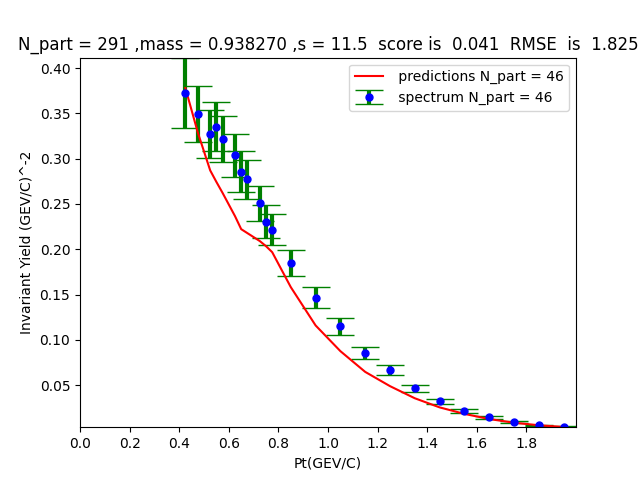 N_part = 291 ,mass = 0.938270 ,s = 11.5  score is  0.041  RMSE  is  1.825
predictions N_part = 46
spectrum N_part = 46
Invariant Yield (GEV/C)^-2
0.40
0.35
0.30
0.25
0.20
0.15
0.10
0.05
0.0 0.2 0.4 0.6 0.8 1.0 1.2 1.4 1.6 1.8
Pt(GEV/C)